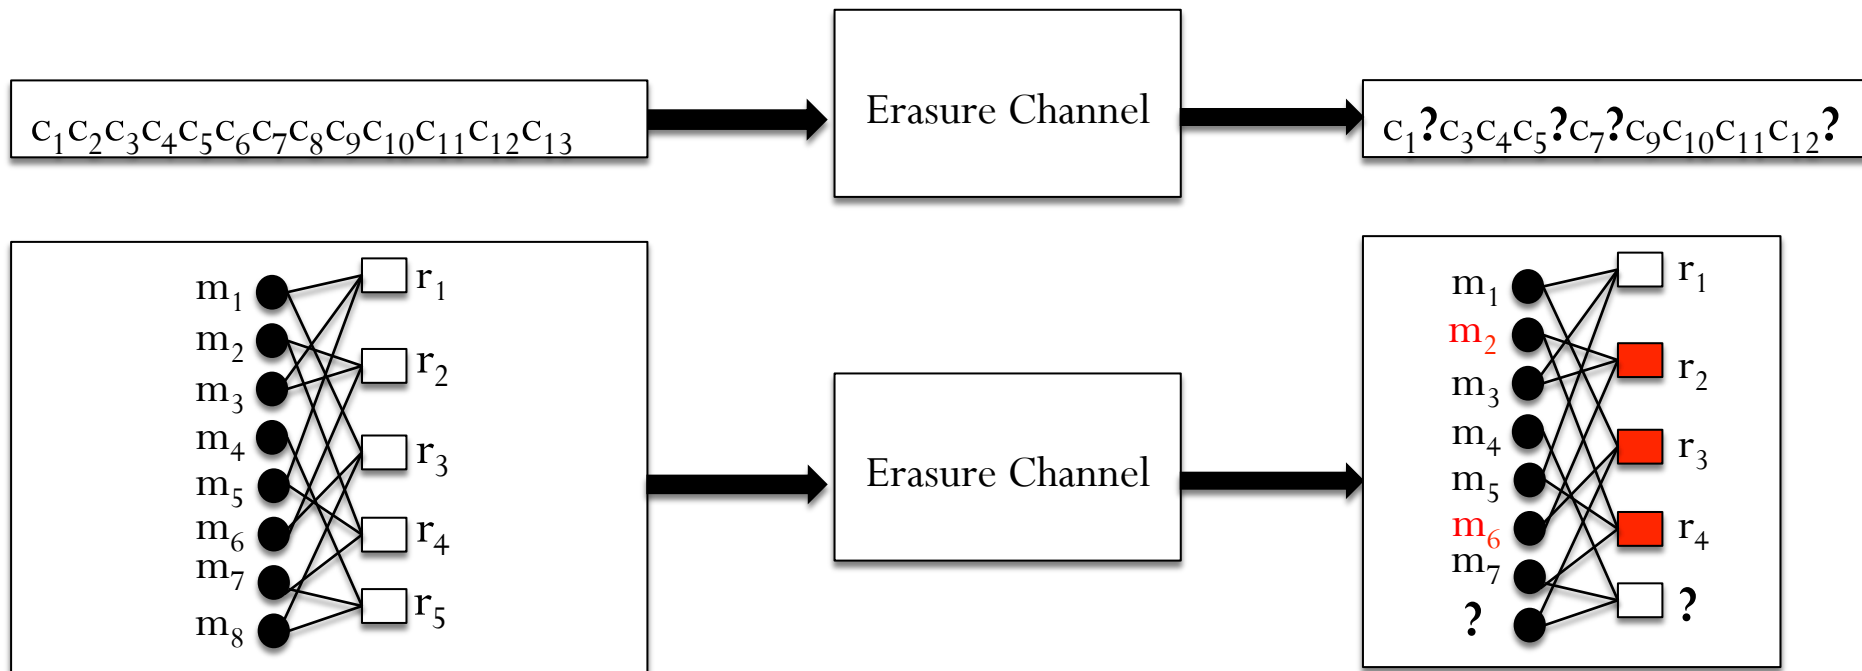 c₁c₂c₃c₄c₅c₆c₇c₈c₉c₁₀c₁₁c₁₂c₁₃
Erasure Channel
c₁?c₃c₄c₅?c₇?c₉c₁₀c₁₁c₁₂?
m₁
m₂
m₃
m₄
m₅
m₆
m₇
m₈
r₁
r₂
r₃
r₄
r₅
Erasure Channel
m₁
m₂
m₃
m₄
m₅
m₆
m₇
?
r₁
r₂
r₃
r₄
?